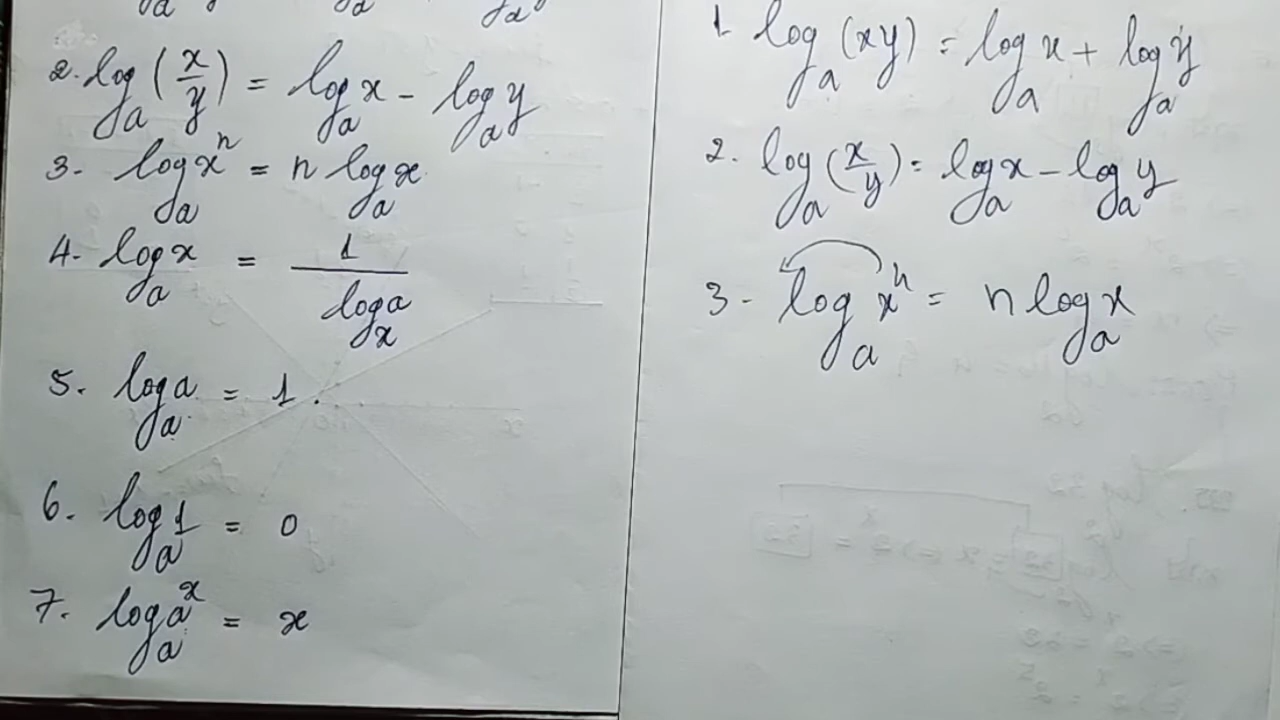 2. log_a (x/y) = log_a x - log_a y
3. log_a x^n = n log_a x
4. log_a x = 1 / log_x a
5. log_a a = 1.
6. log_a 1 = 0
7. log_a a^x = x
1. log_a (xy) = log_a x + log_a y
2. log_a (x/y) = log_a x - log_a y
3- log_a x^n = n log_a x